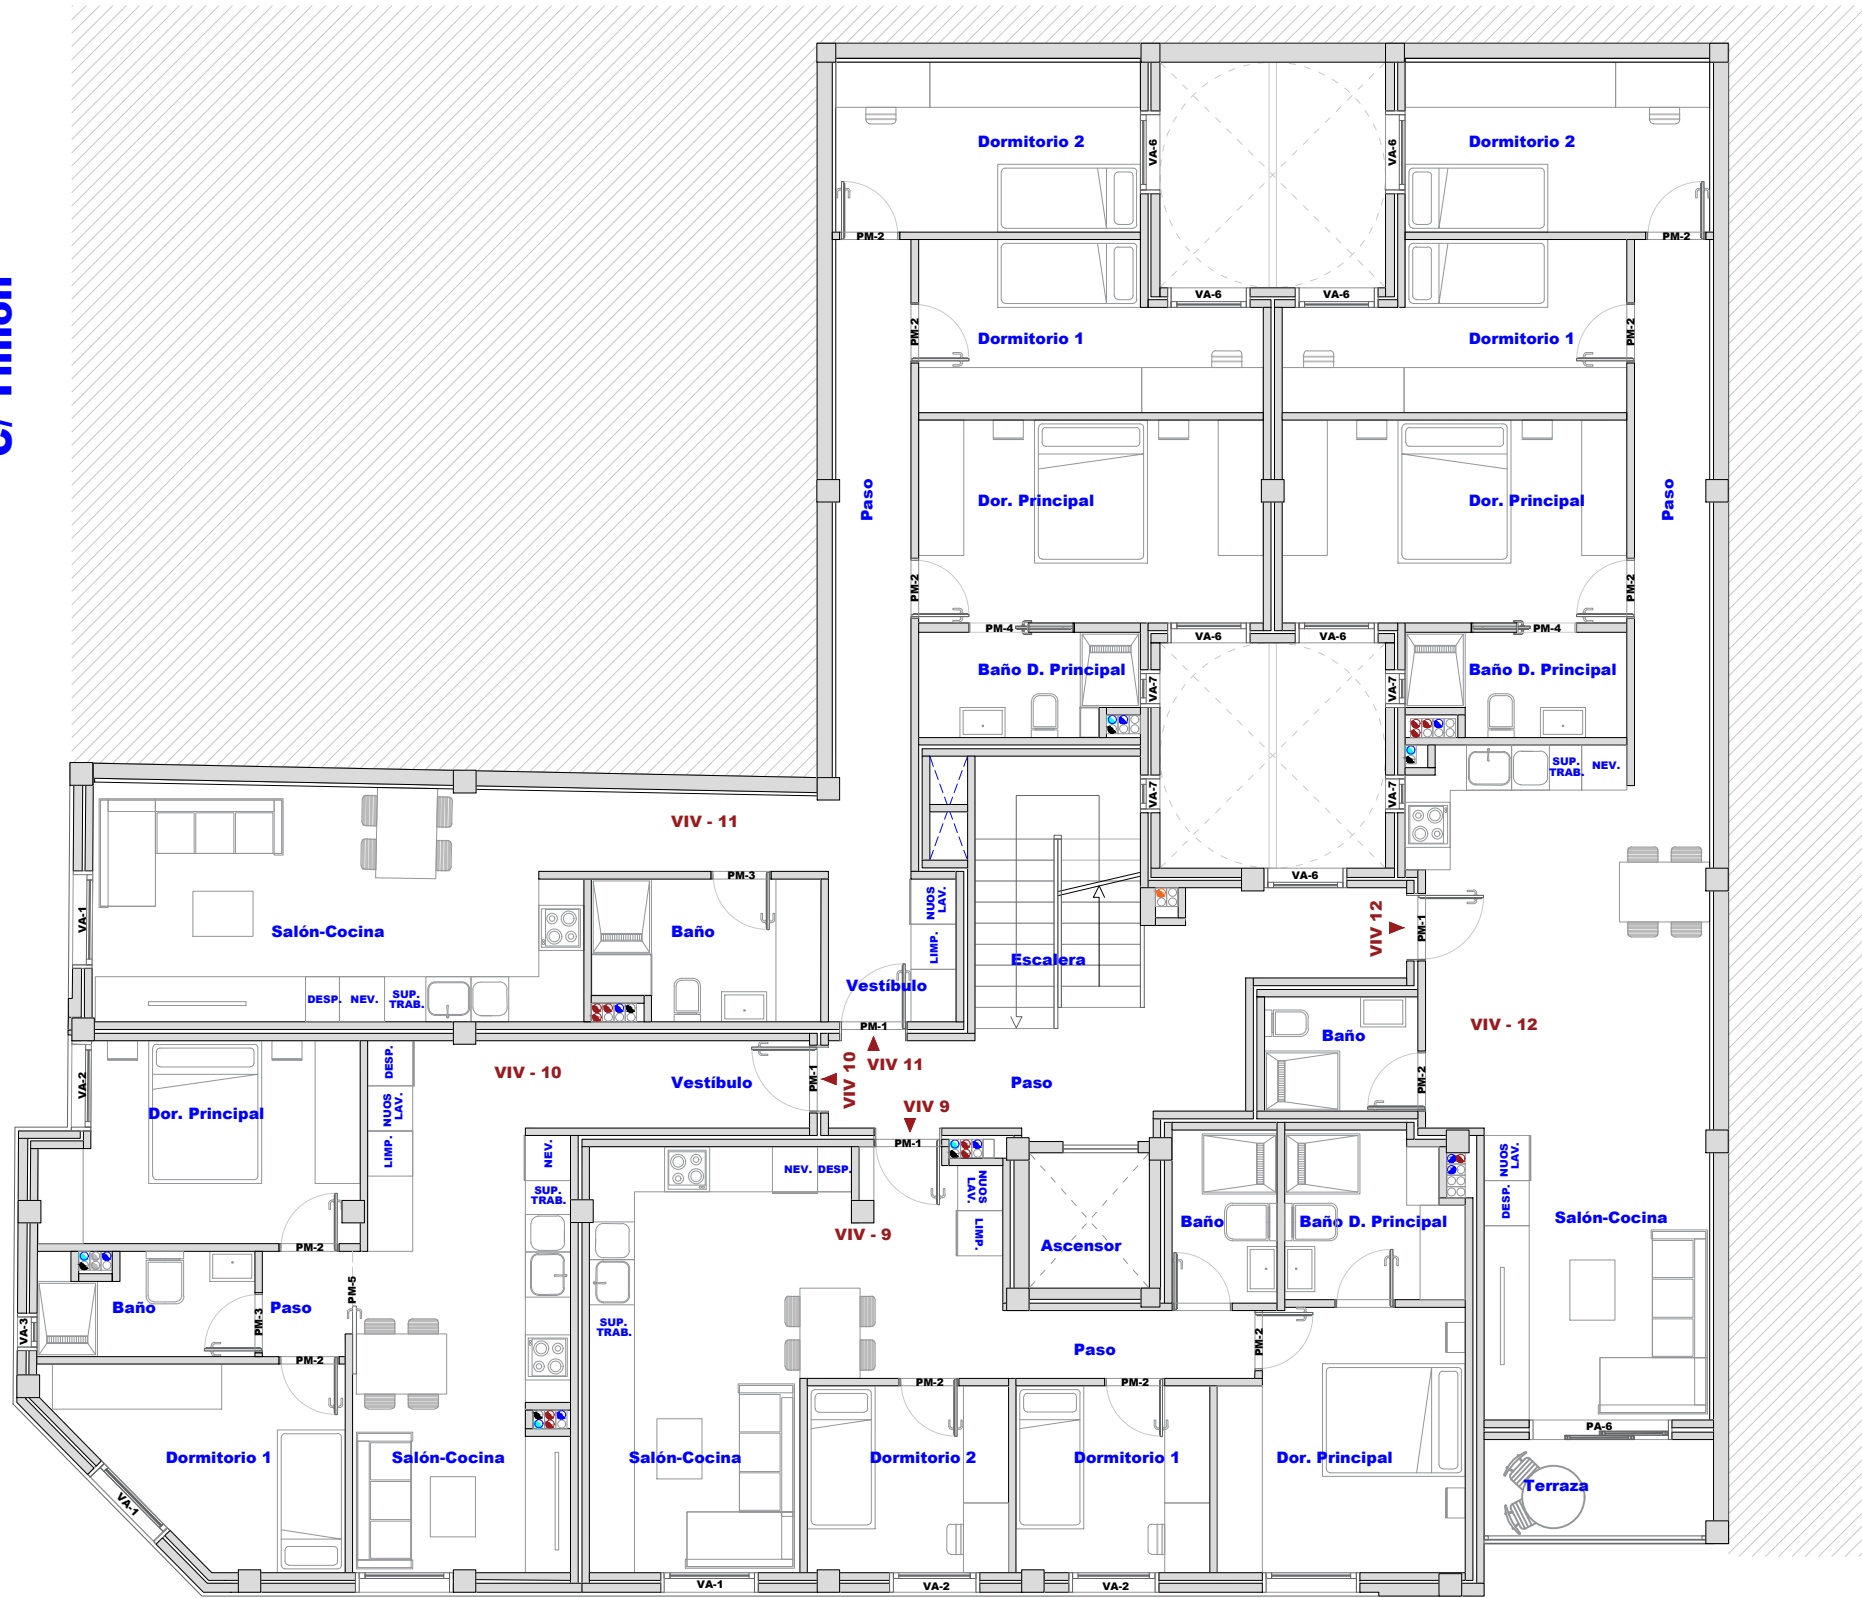 C/ Timón
Dormitorio 2
VA-6
VA-6
Dormitorio 2
PM-2
PM-2
VA-6
VA-6
PM-2
Dormitorio 1
Dormitorio 1
PM-2
Paso
Dor. Principal
Dor. Principal
Paso
PM-2
PM-2
PM-4
VA-6
VA-6
PM-4
Baño D. Principal
VA-7
VA-7
Baño D. Principal
SUP.
TRAB.
NEV.
VA-7
VA-7
VIV - 11
PM-3
VA-6
VA-1
Salón-Cocina
Baño
NUOS
LAV.
LIMP.
VIV 12
PM-1
Escalera
Vestíbulo
DESP.
NEV.
SUP.
TRAB.
PM-1
VIV - 12
Baño
VIV 11
VA-2
DESP.
VIV - 10
Vestíbulo
PM-1
VIV 10
Paso
PM-2
Dor. Principal
NUOS
LAV.
VIV 9
PM-1
LIMP.
NEV.
NEV.
DESP.
NUOS
LAV.
NUOS
LAV.
SUP.
TRAB.
DESP.
LIMP.
VIV - 9
Baño
Baño D. Principal
Salón-Cocina
Ascensor
PM-2
PM-5
Baño
Paso
PM-3
VA-3
SUP.
TRAB.
Paso
PM-2
PM-2
PM-2
PM-2
PA-6
Dormitorio 1
Salón-Cocina
Salón-Cocina
Dormitorio 2
Dormitorio 1
Dor. Principal
Terraza
VA-1
VA-1
VA-2
VA-2